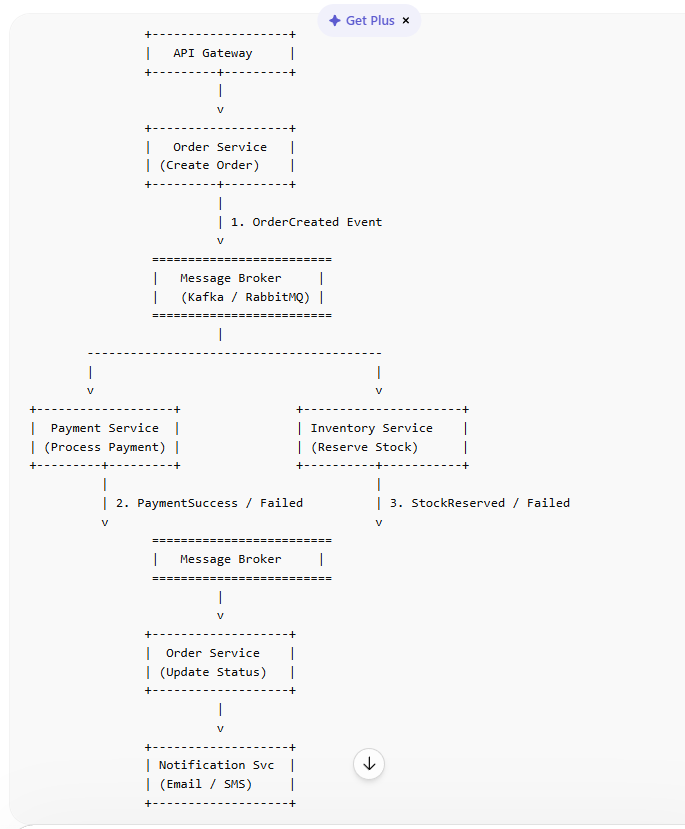 Get Plus ×
+-------------------+
|   API Gateway     |
+---------+---------+
|
v
+-------------------+
|   Order Service   |
| (Create Order)    |
+---------+---------+
|
| 1. OrderCreated Event
v
=========================
|   Message Broker     |
|   (Kafka / RabbitMQ) |
=========================
|
-----------------------------------------
|                                       |
v                                       v
+-------------------+                +----------------------+
|  Payment Service  |                | Inventory Service    |
| (Process Payment) |                | (Reserve Stock)      |
+---------+---------+                +----------+-----------+
|                                     |
| 2. PaymentSuccess / Failed          | 3. StockReserved / Failed
v                                     v
=========================
|   Message Broker     |
=========================
|
v
+-------------------+
|  Order Service    |
| (Update Status)   |
+-------------------+
|
v
+-------------------+
| Notification Svc  |
| (Email / SMS)     |
+-------------------+